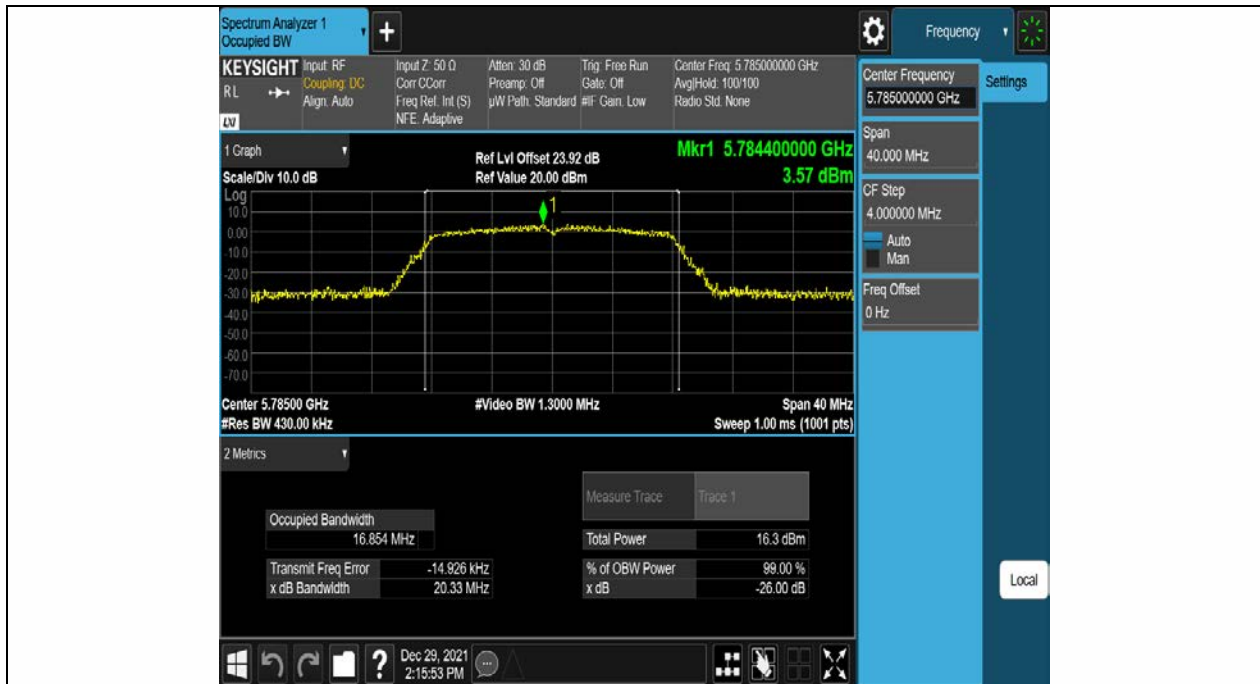 Spectrum Analyzer 1
Occupied BW
+
Frequency
KEYSIGHT
RL
LXI
Input: RF
Coupling: DC
Align: Auto
Input Z: 50 Ω
Corr CCorr
Freq Ref: Int (S)
NFE: Adaptive
Atten: 30 dB
Preamp: Off
µW Path: Standard
Trig: Free Run
Gate: Off
#IF Gain: Low
Center Freq: 5.785000000 GHz
Avg|Hold: 100/100
Radio Std: None
Center Frequency
5.785000000 GHz
Settings
Span
40.000 MHz
CF Step
4.000000 MHz
Auto
Man
Freq Offset
0 Hz
Local
1 Graph
Scale/Div 10.0 dB
Ref Lvl Offset 23.92 dB
Ref Value 20.00 dBm
Mkr1 5.784400000 GHz
3.57 dBm
Log
10.0
0.00
-10.0
-20.0
-30.0
-40.0
-50.0
-60.0
-70.0
1
Center 5.78500 GHz
#Video BW 1.3000 MHz
Span 40 MHz
#Res BW 430.00 kHz
Sweep 1.00 ms (1001 pts)
2 Metrics
Measure Trace
Trace 1
Occupied Bandwidth
16.854 MHz
Total Power
16.3 dBm
Transmit Freq Error
-14.926 kHz
% of OBW Power
99.00 %
x dB Bandwidth
20.33 MHz
x dB
-26.00 dB
?
Dec 29, 2021
2:15:53 PM